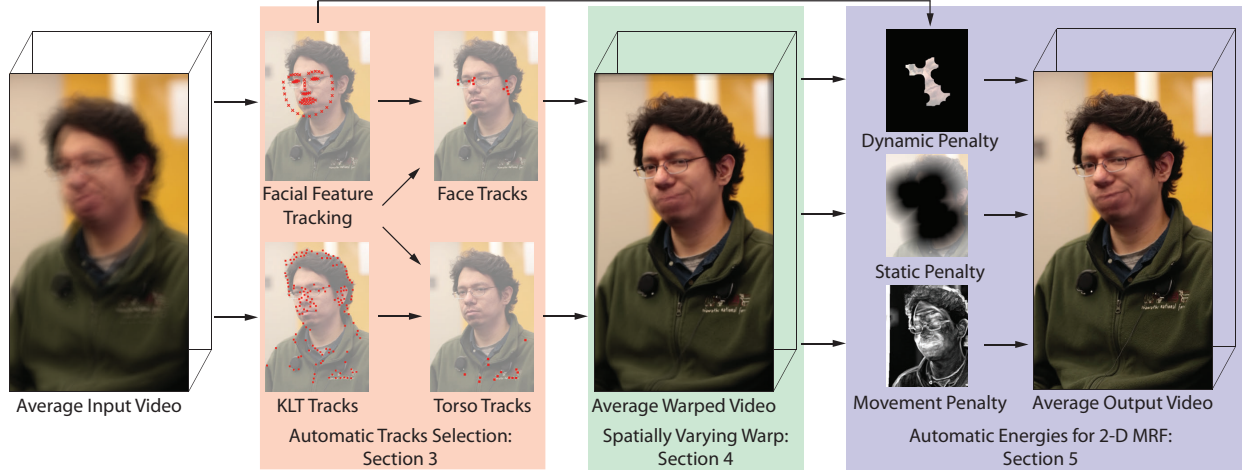 Average Input Video
Facial Feature
Tracking
Face Tracks
KLT Tracks
Torso Tracks
Automatic Tracks Selection:
Section 3
Average Warped Video
Spatially Varying Warp:
Section 4
Dynamic Penalty
Static Penalty
Movement Penalty
Average Output Video
Automatic Energies for 2-D MRF:
Section 5